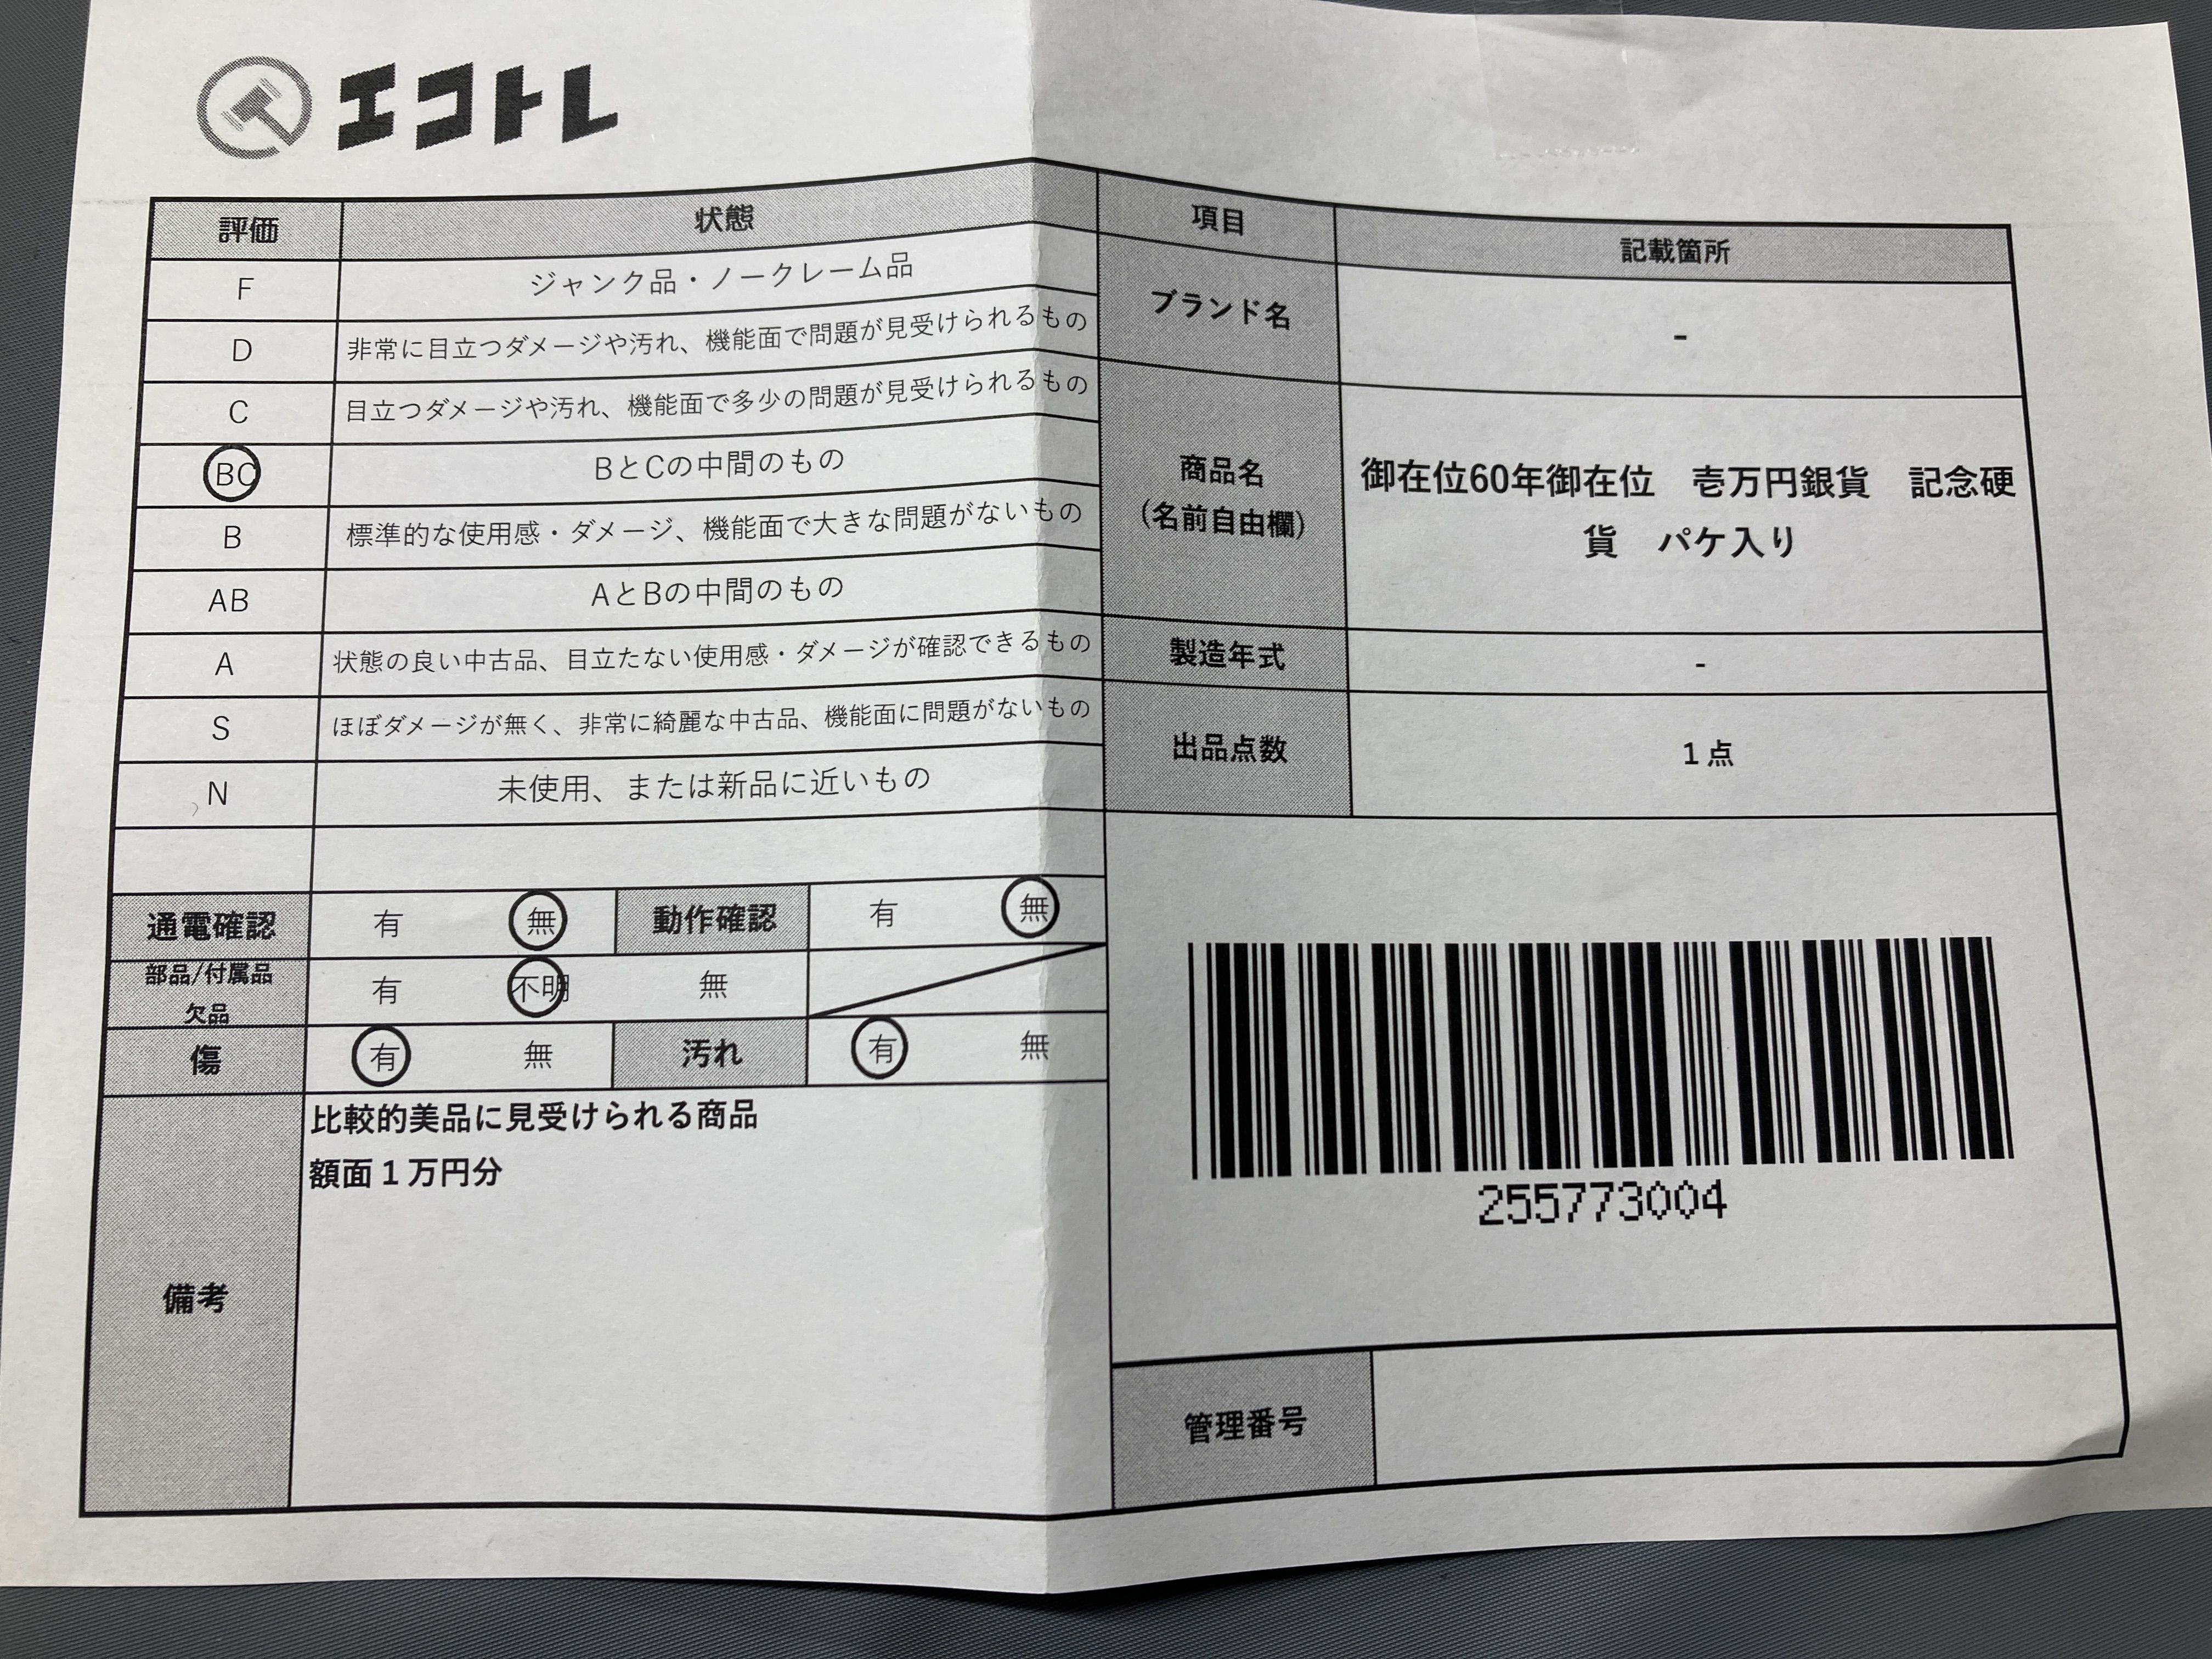 エコトレ
評価 状態
F ジャンク品・ノークレーム品
D 非常に目立つダメージや汚れ、機能面で問題が見受けられるもの
C 目立つダメージや汚れ、機能面で多少の問題が見受けられるもの
BC BとCの中間のもの
B 標準的な使用感・ダメージ、機能面で大きな問題がないもの
AB AとBの中間のもの
A 状態の良い中古品、目立たない使用感・ダメージが確認できるもの
S ほぼダメージが無く、非常に綺麗な中古品、機能面に問題がないもの
N 未使用、または新品に近いもの
通電確認 有 無 動作確認 有 無
部品/付属品
欠品 有 不明 無
傷 有 無 汚れ 有 無
備考
比較的美品に見受けられる商品
額面１万円分
項目 記載箇所
ブランド名 -
商品名
(名前自由欄)
御在位60年御在位　壱万円銀貨　記念硬
貨　パケ入り
製造年式 -
出品点数 1点
255773004
管理番号